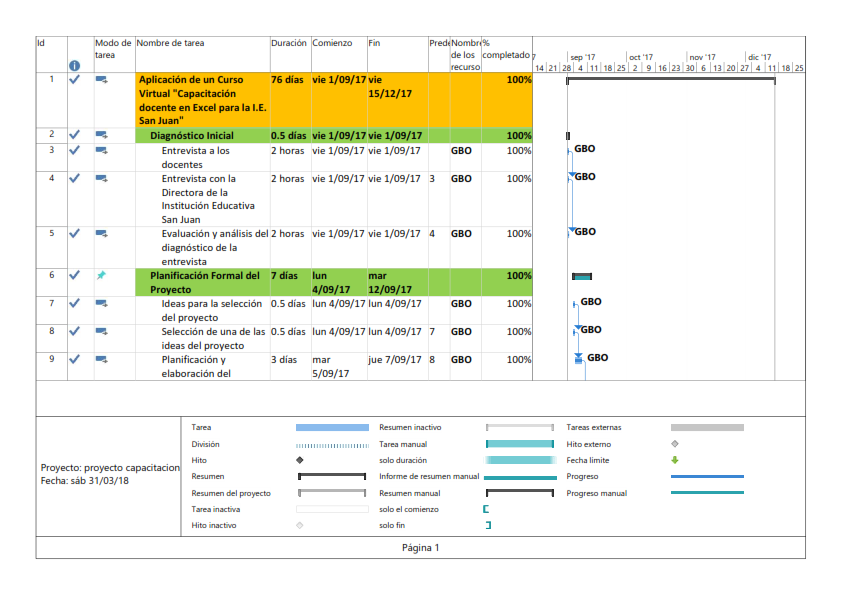 Id
Modo de tarea
Nombre de tarea
Duración
Comienzo
Fin
Prede
Nombre de los recurso
% completado
7
sep '17
oct '17
nov '17
dic '17
14 21 28 4 11 18 25 2 9 16 23 30 6 13 20 27 4 11 18 25
1 Aplicación de un Curso 76 días vie 1/09/17 vie 100%
Virtual "Capacitación 15/12/17
docente en Excel para la I.E.
San Juan"
2 Diagnóstico Inicial 0.5 días vie 1/09/17 vie 1/09/17 100%
3 Entrevista a los 2 horas vie 1/09/17 vie 1/09/17 GBO 100% GBO
docentes
4 Entrevista con la 2 horas vie 1/09/17 vie 1/09/17 3 GBO 100% GBO
Directora de la
Institución Educativa
San Juan
5 Evaluación y análisis del 2 horas vie 1/09/17 vie 1/09/17 4 GBO 100% GBO
diagnóstico de la
entrevista
6 Planificación Formal del 7 días lun mar 100%
Proyecto 4/09/17 12/09/17
7 Ideas para la selección 0.5 días lun 4/09/17 lun 4/09/17 GBO 100% GBO
del proyecto
8 Selección de una de las 0.5 días lun 4/09/17 lun 4/09/17 7 GBO 100% GBO
ideas del proyecto
9 Planificación y 3 días mar jue 7/09/17 8 GBO 100% GBO
elaboración del 5/09/17
Proyecto: proyecto capacitacion
Fecha: sáb 31/03/18
Tarea
División
Hito
Resumen
Resumen del proyecto
Tarea inactiva
Hito inactivo
Resumen inactivo
Tarea manual
solo duración
Informe de resumen manual
Resumen manual
solo el comienzo
solo fin
Tareas externas
Hito externo
Fecha límite
Progreso
Progreso manual
Página 1